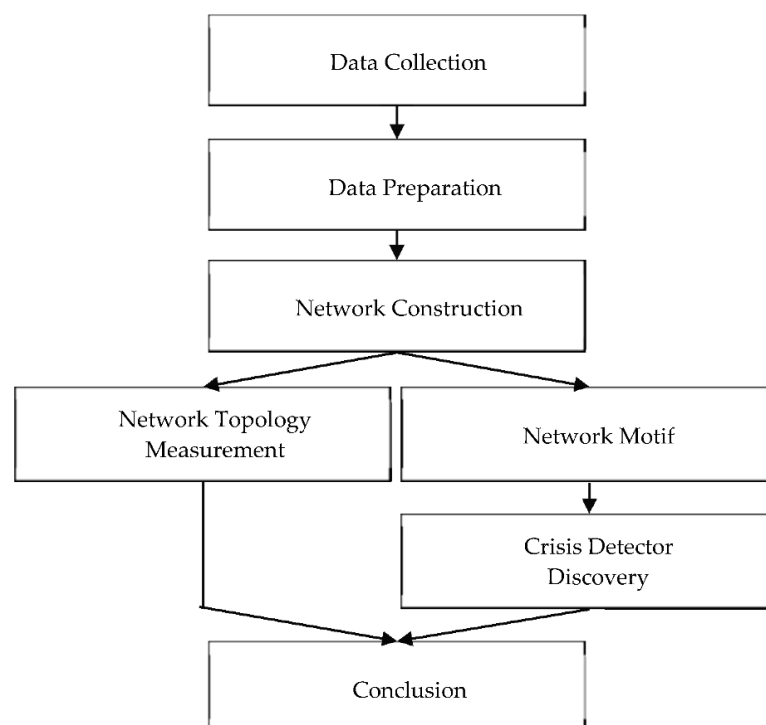 Data Collection
Data Preparation
Network Construction
Network Topology
Measurement
Network Motif
Crisis Detector
Discovery
Conclusion